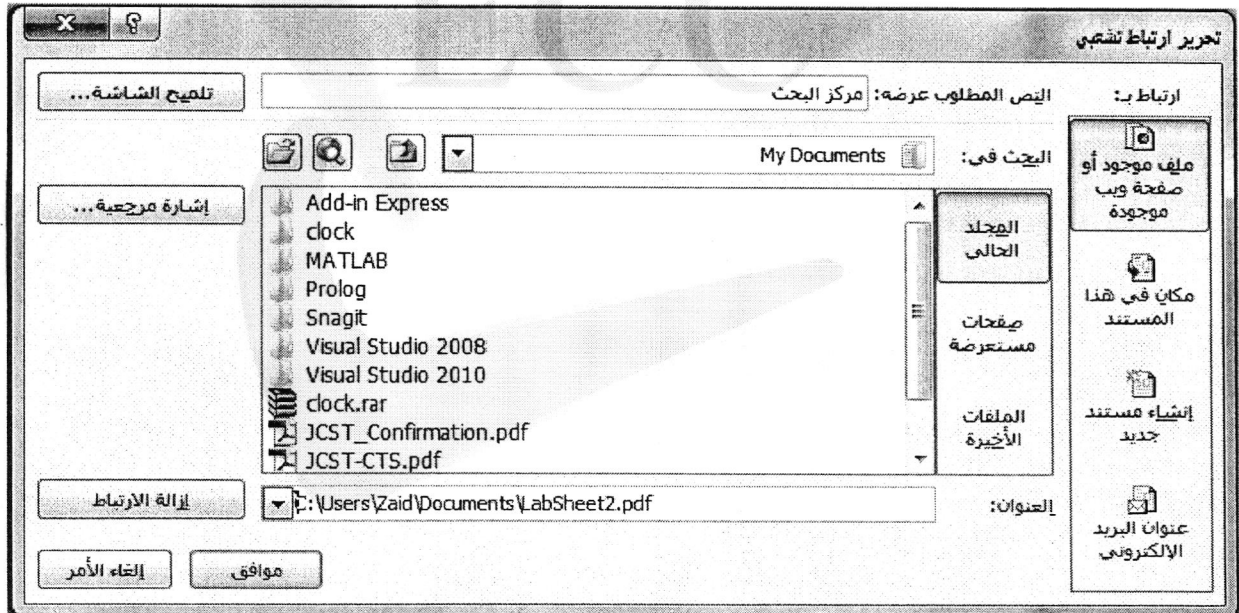 تحرير ارتباط تشعبي
ارتباط بـ:
النص المطلوب عرضه: مركز البحث
تلميح الشاشة...
ملف موجود أو
صفحة ويب
موجودة
البحث في:
My Documents
المجلد
الحالي
Add-in Express
clock
MATLAB
Prolog
Snagit
Visual Studio 2008
Visual Studio 2010
clock.rar
JCST_Confirmation.pdf
JCST-CTS.pdf
إشارة مرجعية...
مكان في هذا
المستند
صفحات
مستعرضة
إنشاء مستند
جديد
الملفات
الأخيرة
عنوان البريد
الإلكتروني
العنوان:
C:\Users\Zaid\Documents\LabSheet2.pdf
إزالة الارتباط
موافق
إلغاء الأمر